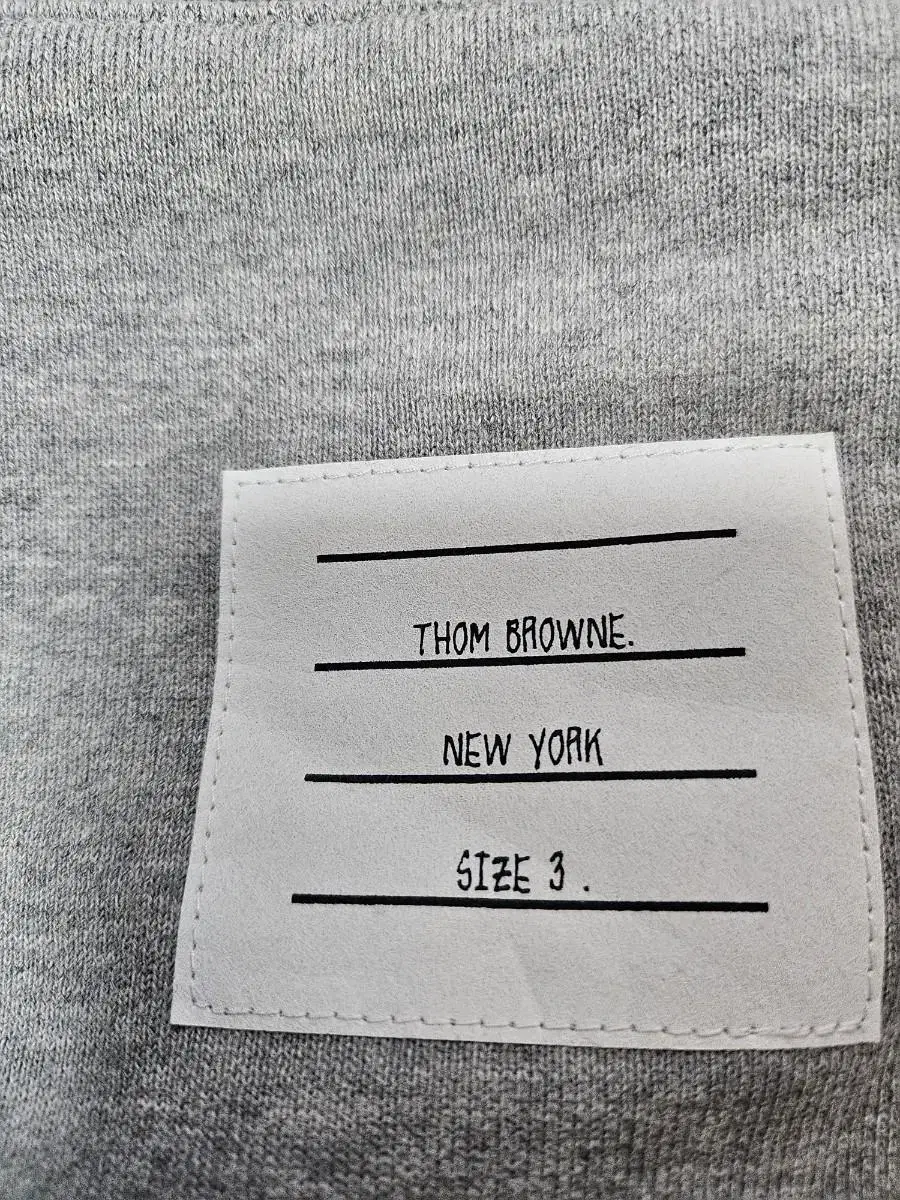 THOM BROWNE.
NEW YORK
SIZE 3 .